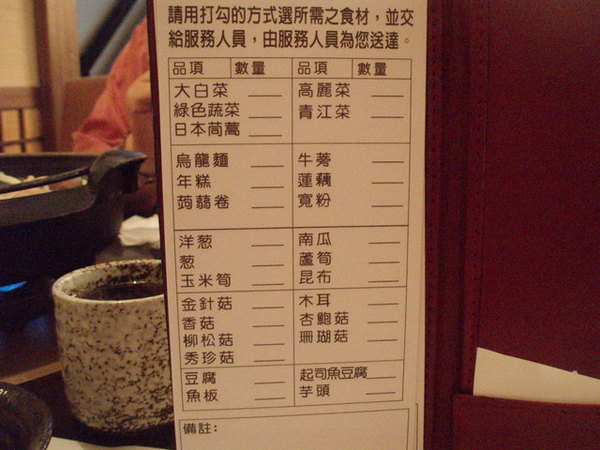 請用打勾的方式選所需之食材，並交
給服務人員，由服務人員為您送達。
品項 數量 品項 數量
大白菜 高麗菜
綠色蔬菜 青江菜
日本茼蒿
烏龍麵 牛蒡
年糕 蓮藕
蒟蒻卷 寬粉
洋蔥 南瓜
蔥 蘆筍
玉米筍 昆布
金針菇 木耳
香菇 杏鮑菇
柳松菇 珊瑚菇
秀珍菇
豆腐 起司魚豆腐
魚板 芋頭
備註：